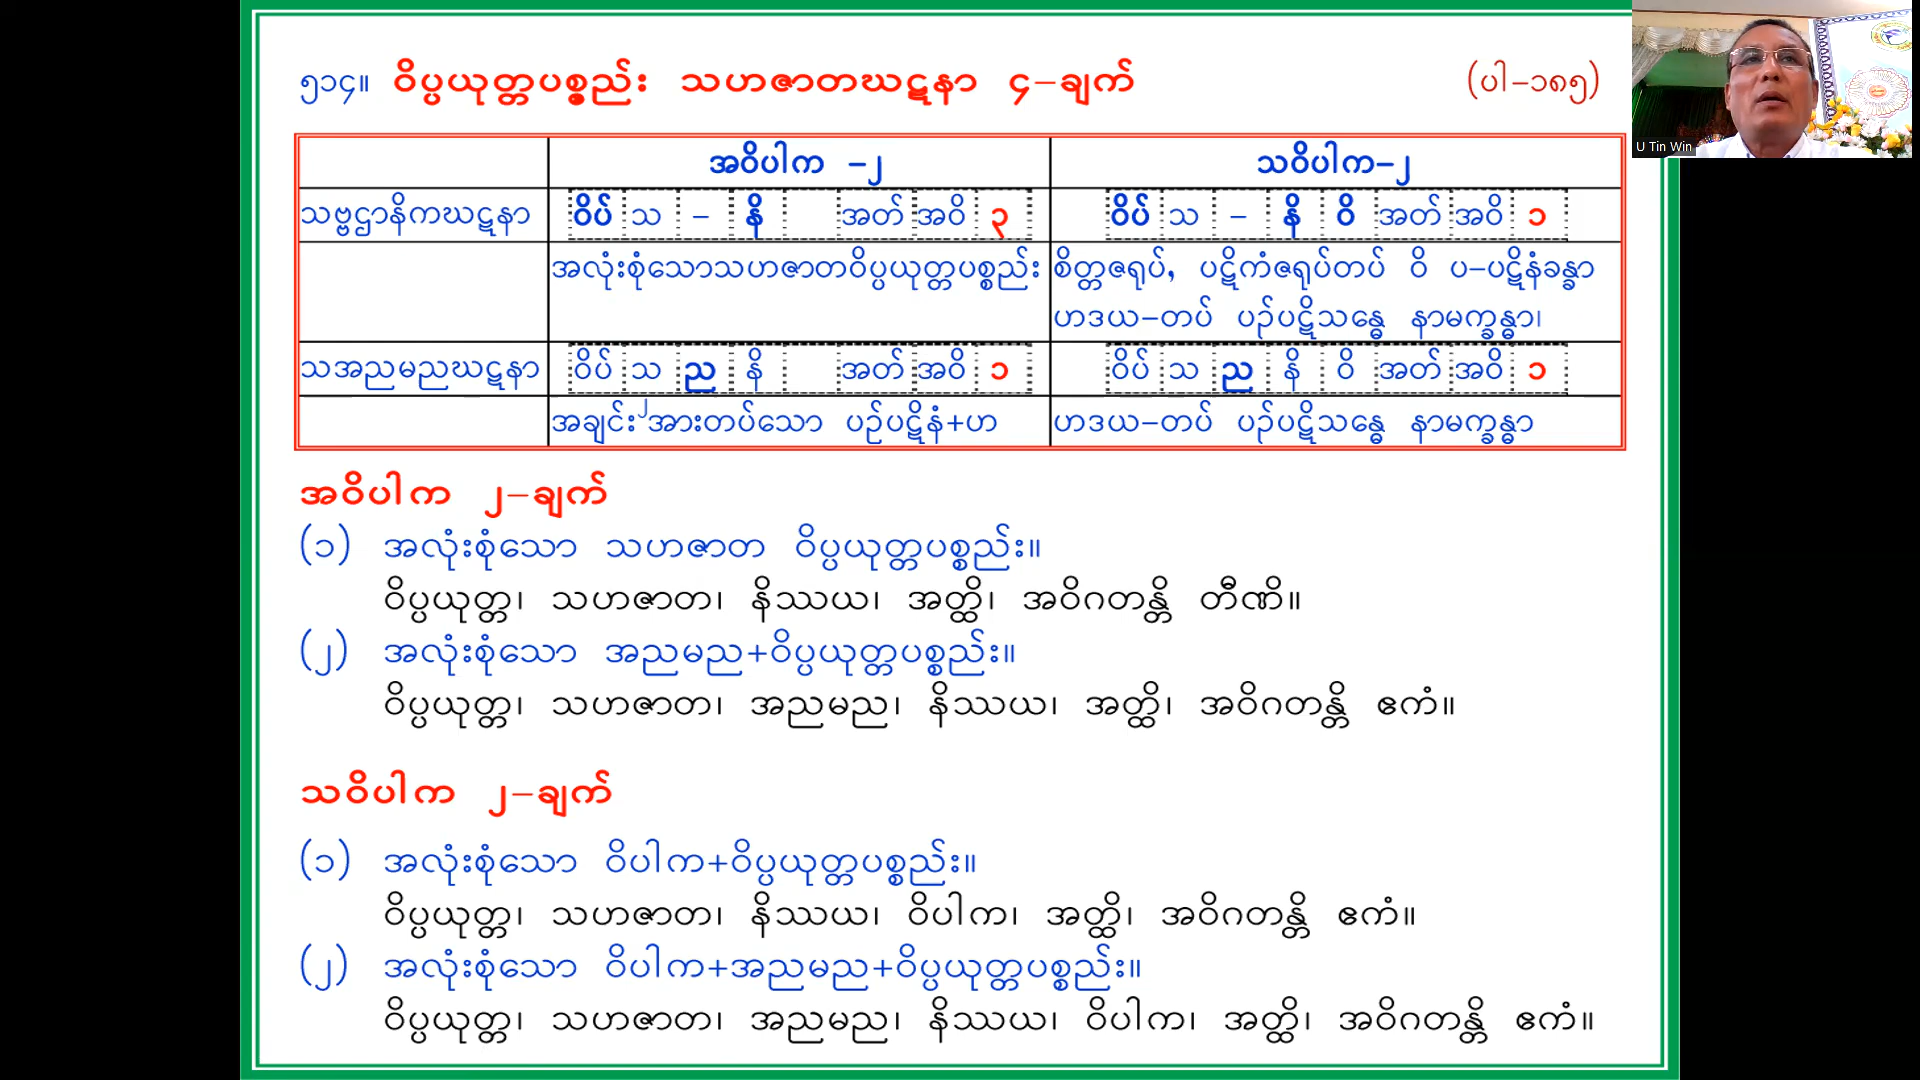 ၅၁၄။ ဝိပ္ပယုတ္တပစ္စည်း သဟဇာတဃဋနာ ၄-ချက် (ပါ-၁၈၅)
အဝိပါက -၂ သဝိပါက-၂
သဗ္ဗဌာနိကဃဋနာ ဝိပ် သ - နိ အတ် အဝိ ၃ ဝိပ် သ - နိ ဝိ အတ် အဝိ ၁
အလုံးစုံသောသဟဇာတဝိပ္ပယုတ္တပစ္စည်း စိတ္တဇရုပ်, ပဋိကံဇရုပ်တပ် ဝိ ပ-ပဋိနံခန္ဓာ
ဟဒယ-တပ် ပဉ်ပဋိသန္ဓေ နာမက္ခန္ဓာ၊
သအညမညဃဋနာ ဝိပ် သ ည နိ အတ် အဝိ ၁ ဝိပ် သ ည နိ ဝိ အတ် အဝိ ၁
အချင်း၂အားတပ်သော ပဉ်ပဋိနံ+ဟ ဟဒယ-တပ် ပဉ်ပဋိသန္ဓေ နာမက္ခန္ဓာ
အဝိပါက ၂-ချက်
(၁) အလုံးစုံသော သဟဇာတ ဝိပ္ပယုတ္တပစ္စည်း။
ဝိပ္ပယုတ္တ၊ သဟဇာတ၊ နိဿယ၊ အတ္ထိ၊ အဝိဂတန္တိ တီဏိ။
(၂) အလုံးစုံသော အညမည+ဝိပ္ပယုတ္တပစ္စည်း။
ဝိပ္ပယုတ္တ၊ သဟဇာတ၊ အညမည၊ နိဿယ၊ အတ္ထိ၊ အဝိဂတန္တိ ဧကံ။
သဝိပါက ၂-ချက်
(၁) အလုံးစုံသော ဝိပါက+ဝိပ္ပယုတ္တပစ္စည်း။
ဝိပ္ပယုတ္တ၊ သဟဇာတ၊ နိဿယ၊ ဝိပါက၊ အတ္ထိ၊ အဝိဂတန္တိ ဧကံ။
(၂) အလုံးစုံသော ဝိပါက+အညမည+ဝိပ္ပယုတ္တပစ္စည်း။
ဝိပ္ပယုတ္တ၊ သဟဇာတ၊ အညမည၊ နိဿယ၊ ဝိပါက၊ အတ္ထိ၊ အဝိဂတန္တိ ဧကံ။
U Tin Win